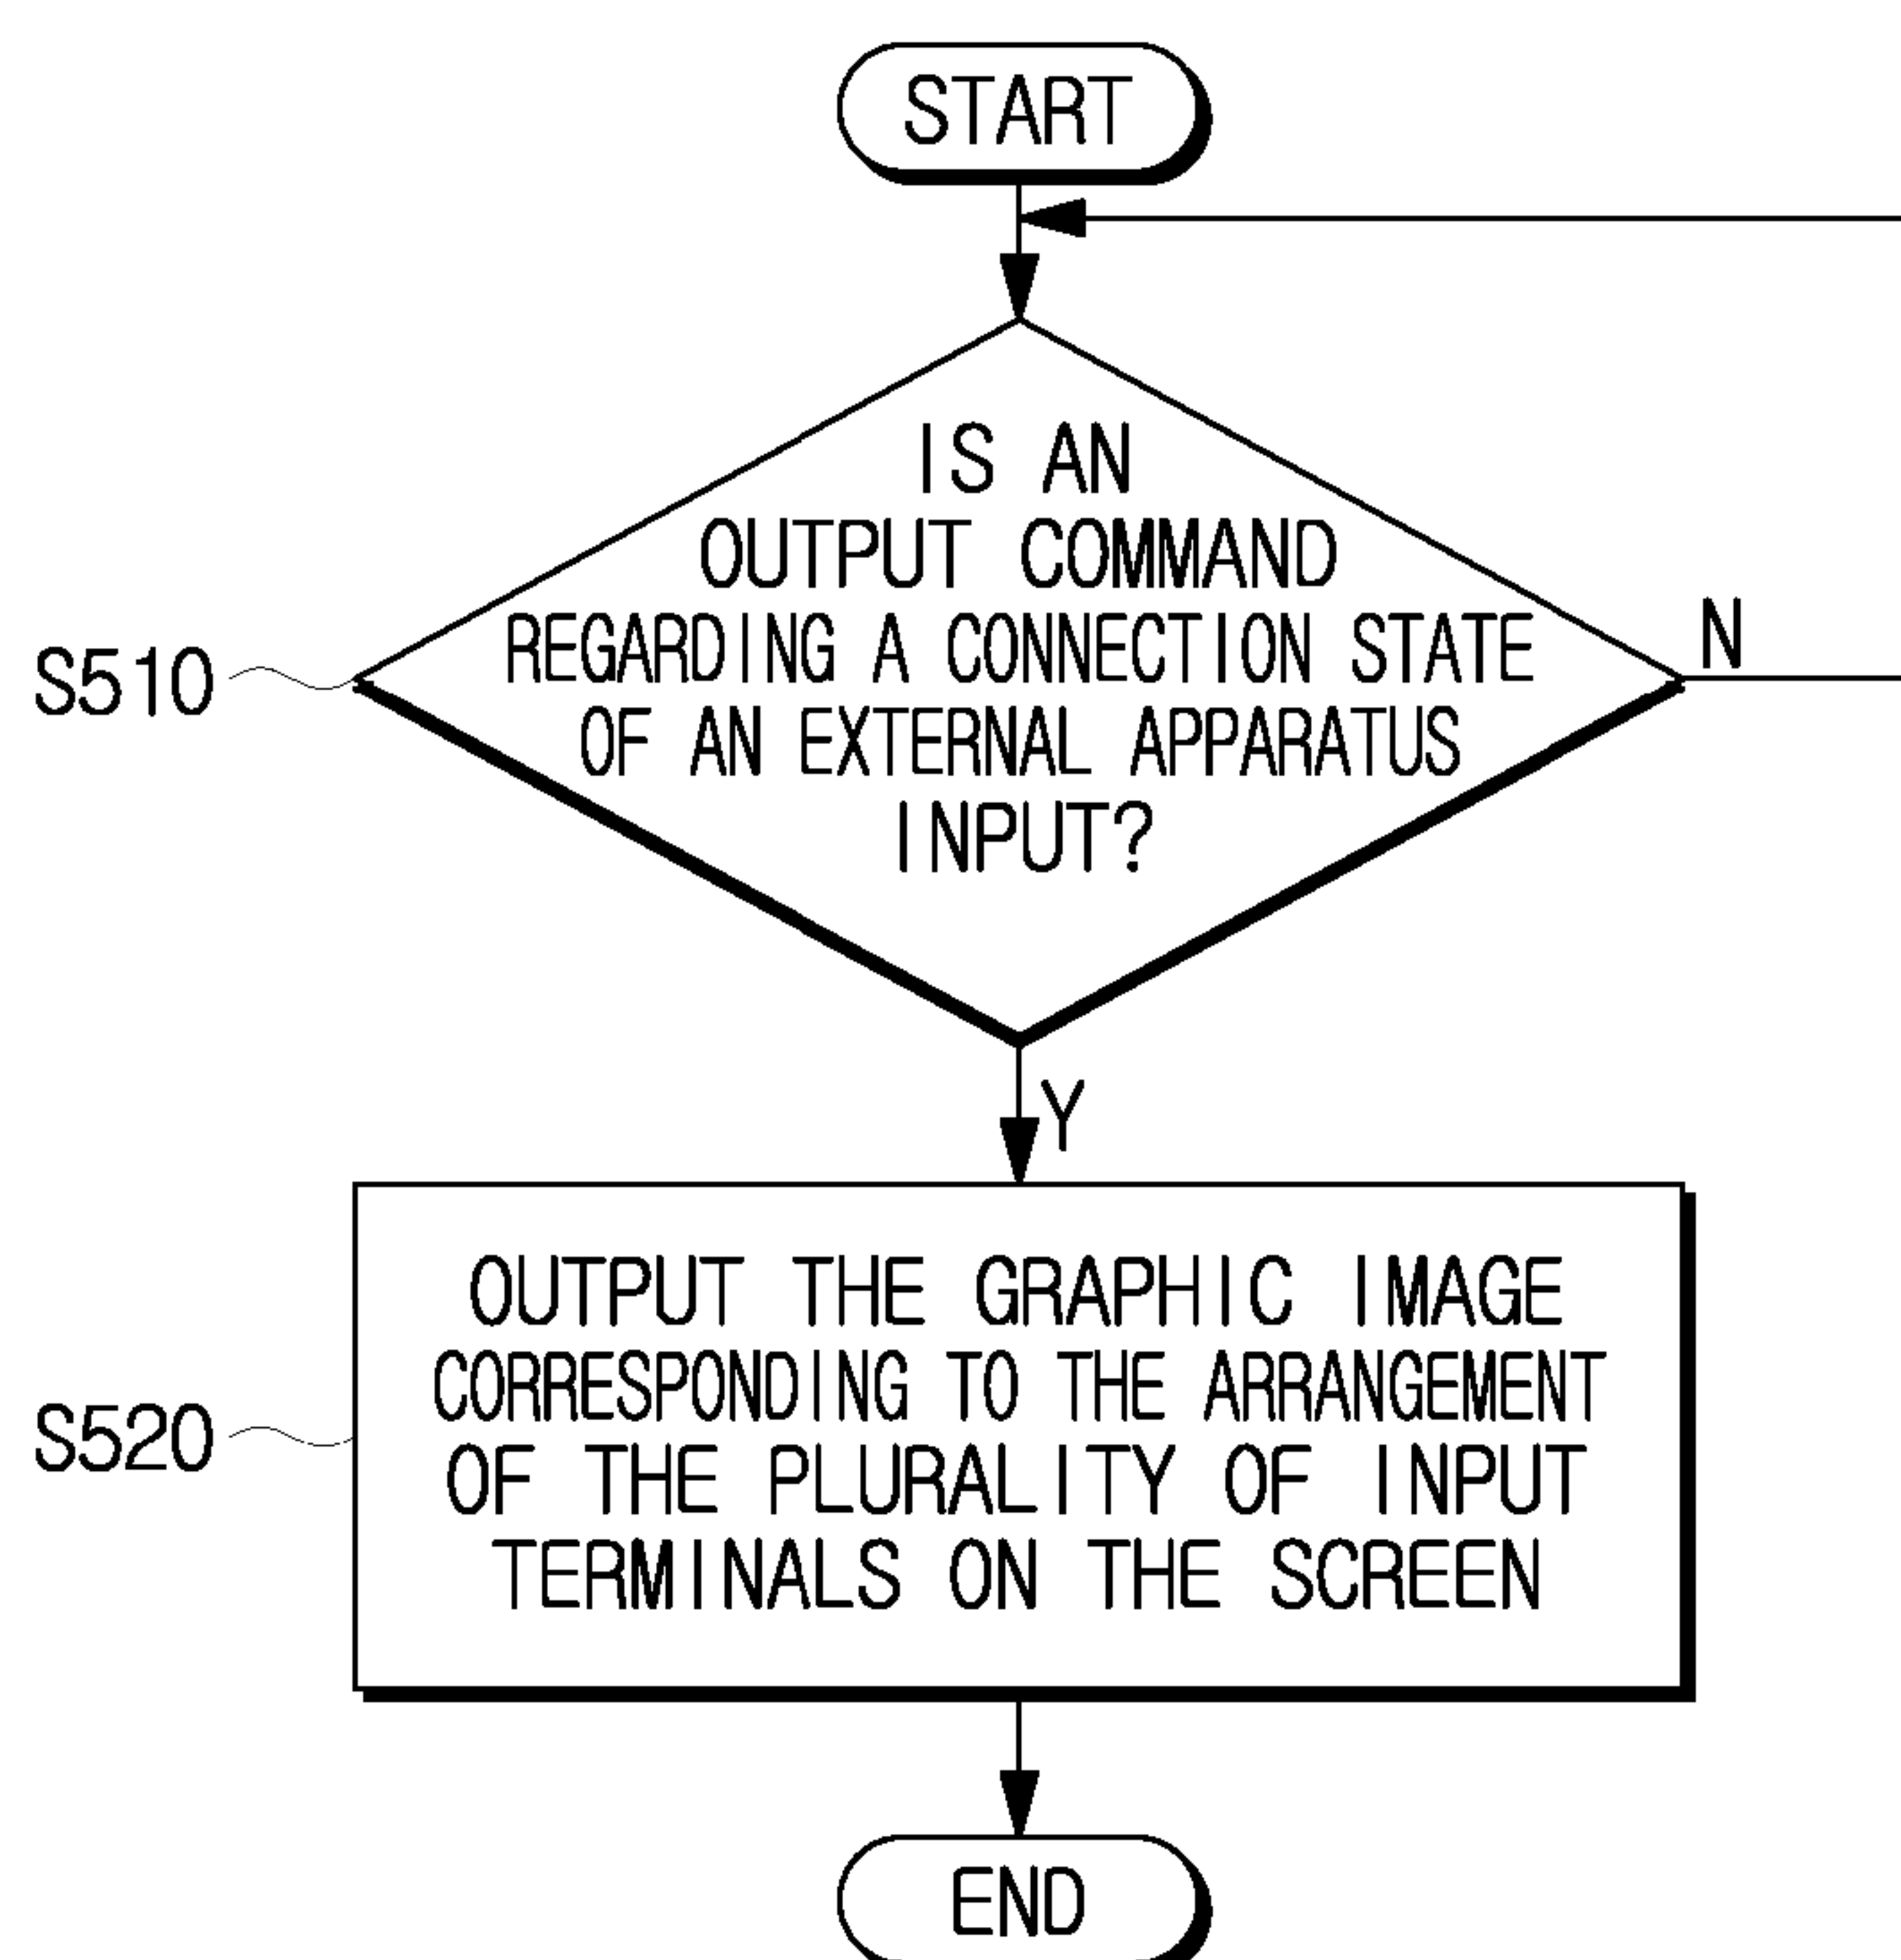 START
IS AN
OUTPUT COMMAND
REGARDING A CONNECTION STATE
OF AN EXTERNAL APPARATUS
INPUT?
S510
N
Y
OUTPUT THE GRAPHIC IMAGE
CORRESPONDING TO THE ARRANGEMENT
OF THE PLURALITY OF INPUT
TERMINALS ON THE SCREEN
S520
END